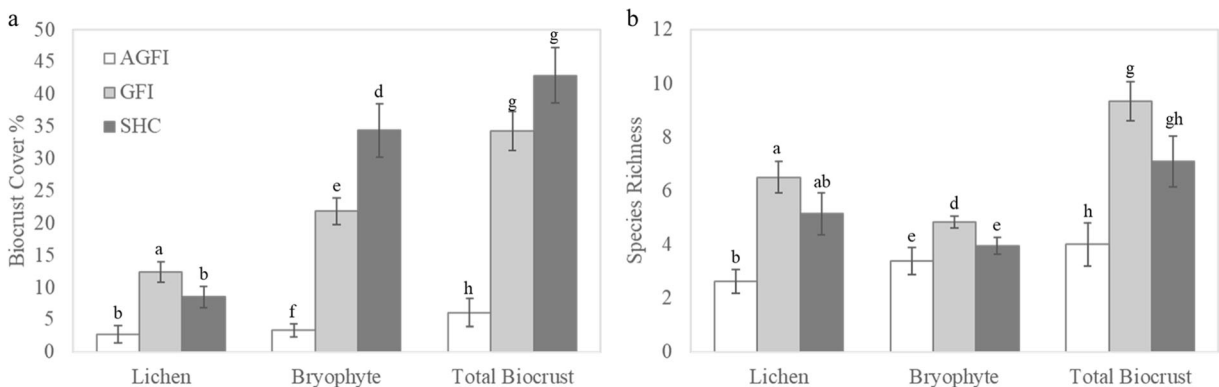 a
50
45
40
35
30
25
20
15
10
5
0
Biocrust Cover %
AGFI
GFI
SHC
b a b
f e d
h g g
Lichen Bryophyte Total Biocrust
b
12
10
8
6
4
2
0
Species Richness
b a ab
e d e
h g gh
Lichen Bryophyte Total Biocrust